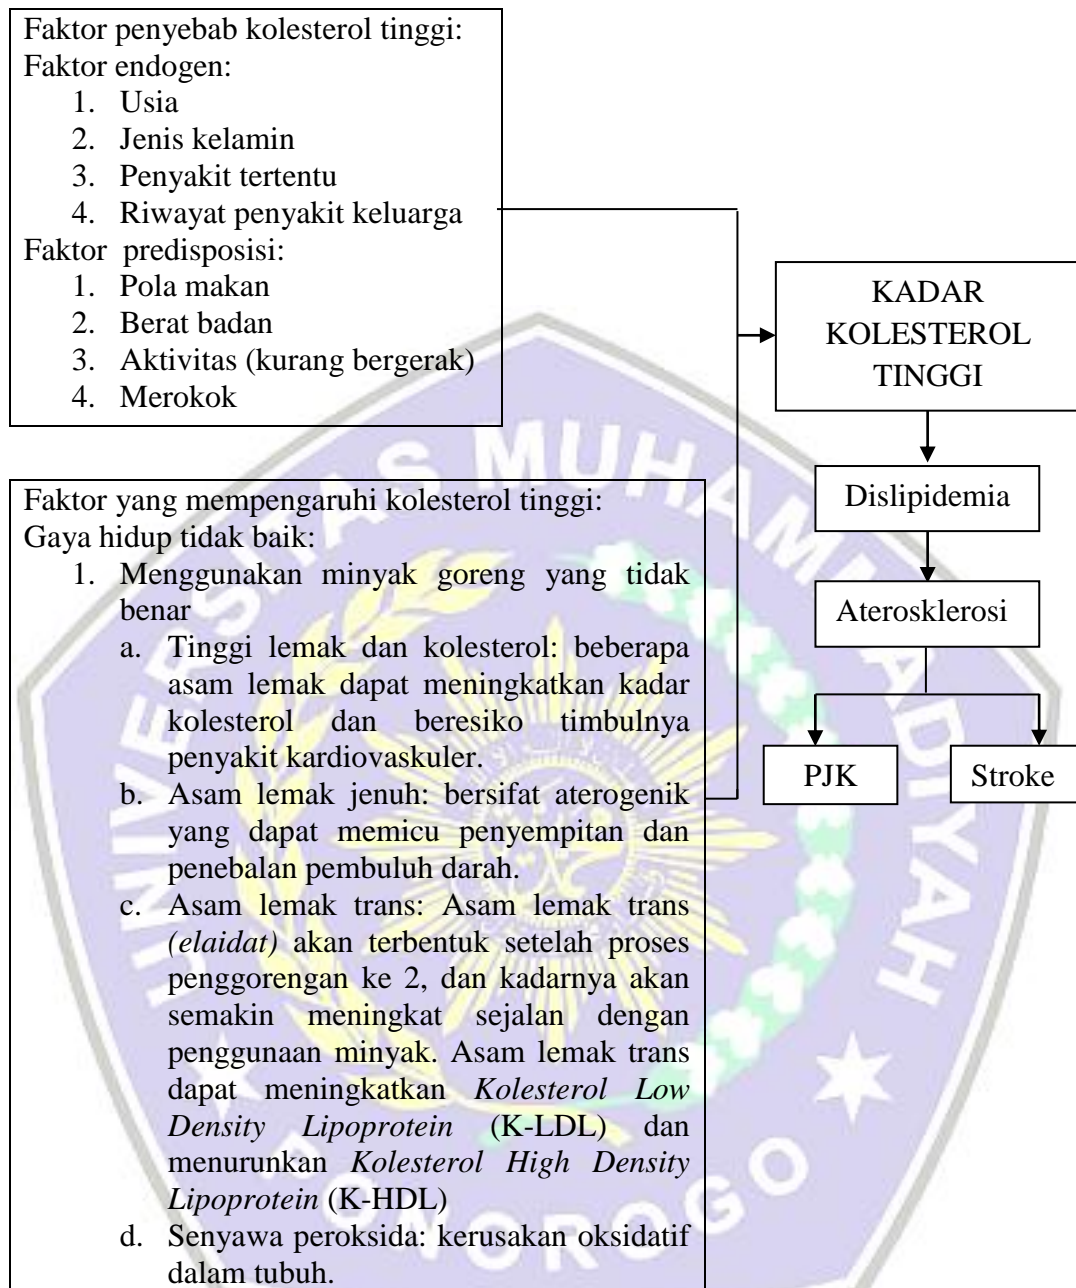 Faktor penyebab kolesterol tinggi:
Faktor endogen:
1. Usia
2. Jenis kelamin
3. Penyakit tertentu
4. Riwayat penyakit keluarga
Faktor predisposisi:
1. Pola makan
2. Berat badan
3. Aktivitas (kurang bergerak)
4. Merokok
KADAR
KOLESTEROL
TINGGI
Dislipidemia
Aterosklerosi
PJK
Stroke
Faktor yang mempengaruhi kolesterol tinggi:
Gaya hidup tidak baik:
1. Menggunakan minyak goreng yang tidak
benar
a. Tinggi lemak dan kolesterol: beberapa
asam lemak dapat meningkatkan kadar
kolesterol dan beresiko timbulnya
penyakit kardiovaskuler.
b. Asam lemak jenuh: bersifat aterogenik
yang dapat memicu penyempitan dan
penebalan pembuluh darah.
c. Asam lemak trans: Asam lemak trans
(elaidat) akan terbentuk setelah proses
penggorengan ke 2, dan kadarnya akan
semakin meningkat sejalan dengan
penggunaan minyak. Asam lemak trans
dapat meningkatkan Kolesterol Low
Density Lipoprotein (K-LDL) dan
menurunkan Kolesterol High Density
Lipoprotein (K-HDL)
d. Senyawa peroksida: kerusakan oksidatif
dalam tubuh.
UNIVERSITAS MUHAMMADIYAH
PONOROGO